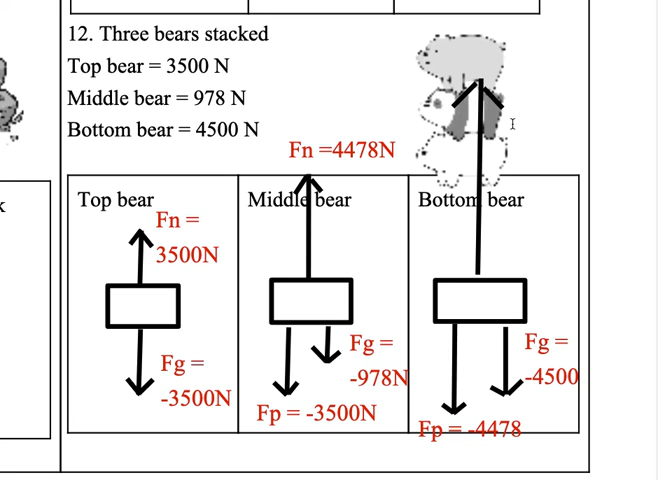 12. Three bears stacked
Top bear = 3500 N
Middle bear = 978 N
Bottom bear = 4500 N
Fn =4478N
Top bear
Fn =
3500N
Fg =
-3500N
Middle bear
Fg =
-978N
Fp = -3500N
Bottom bear
Fg =
-4500
Fp = -4478